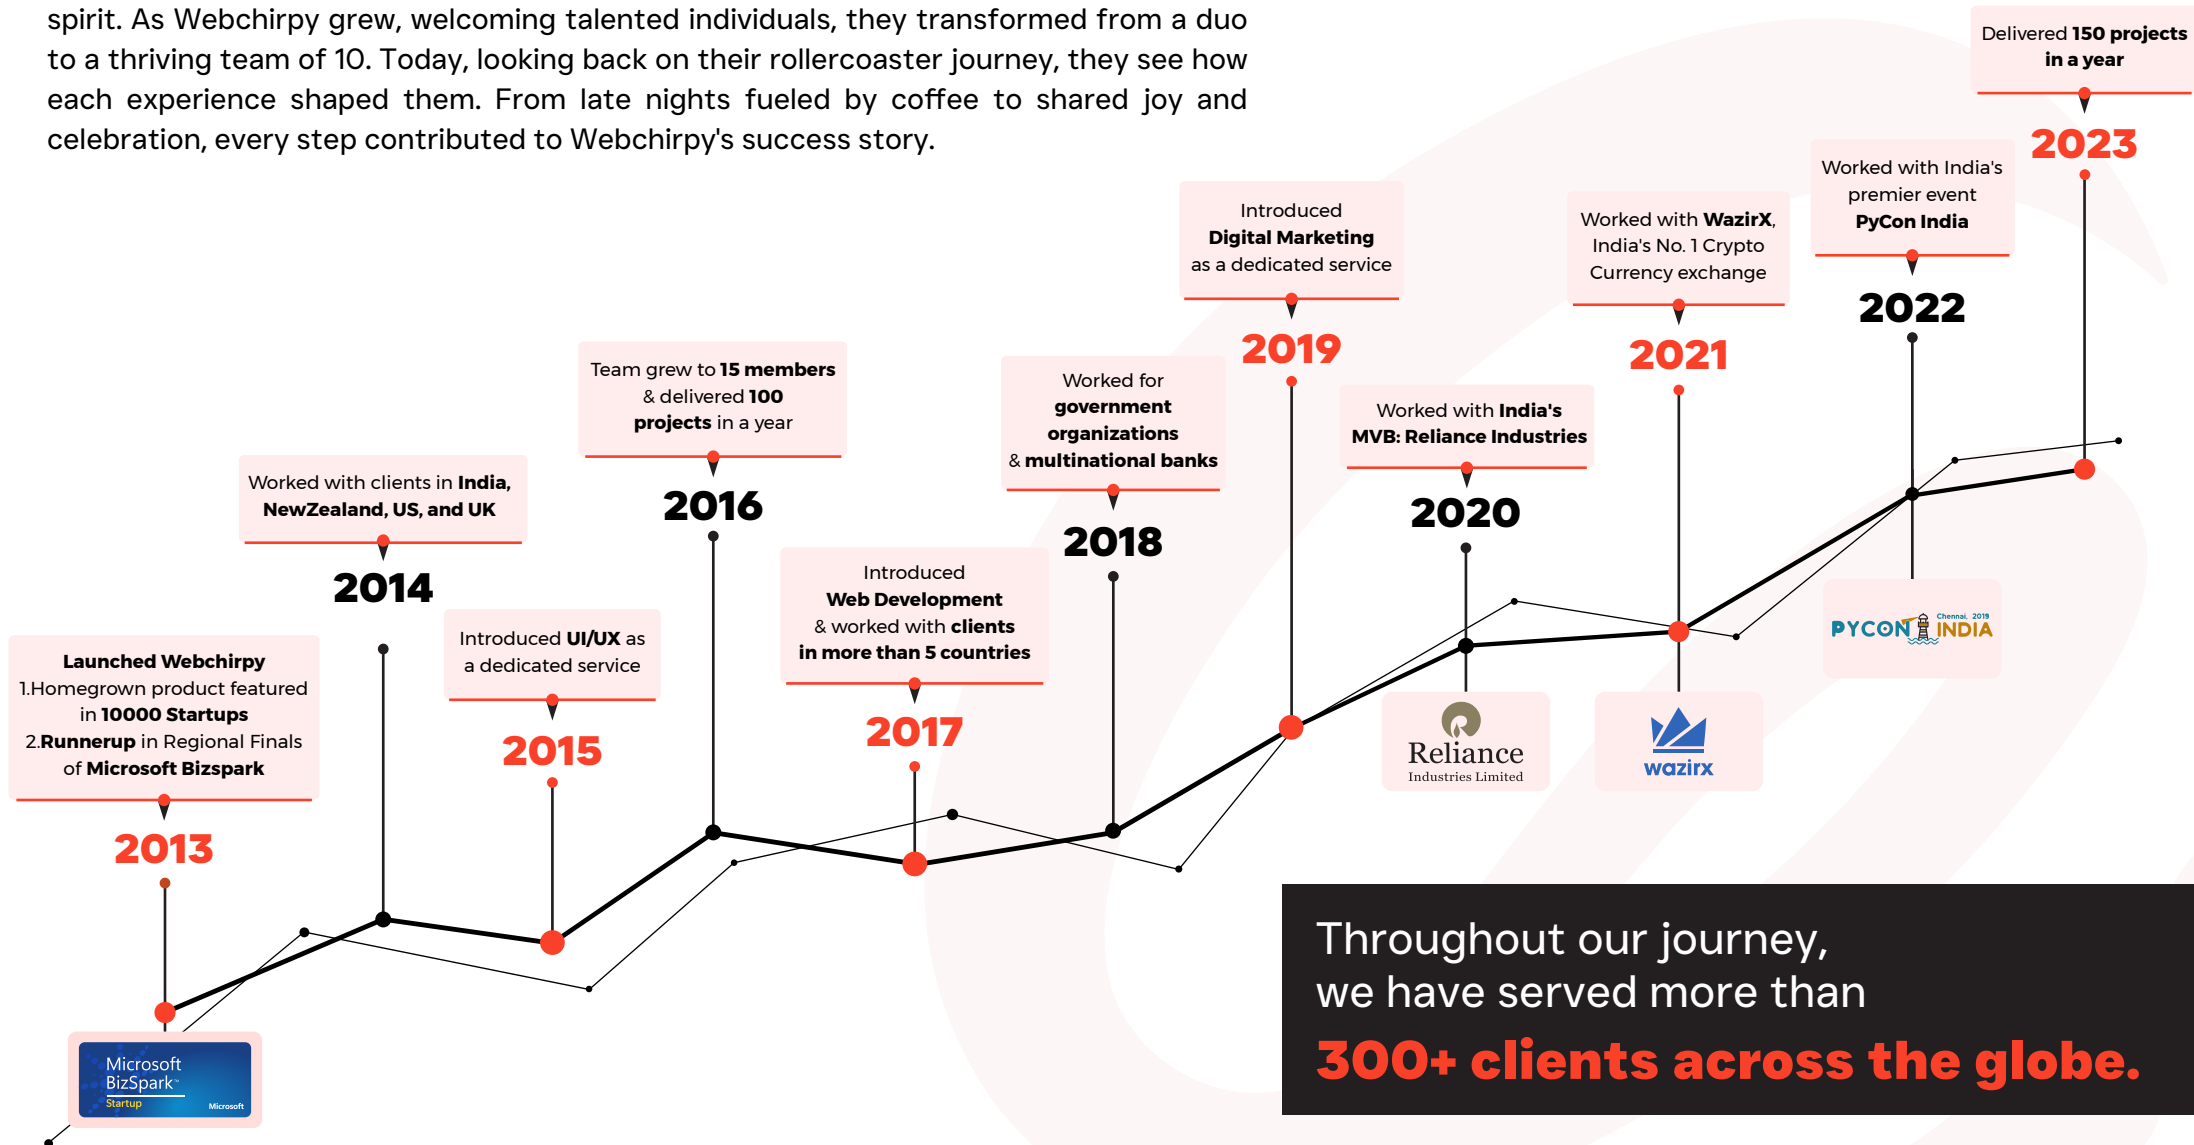 spirit. As Webchirpy grew, welcoming talented individuals, they transformed from a duo
to a thriving team of 10. Today, looking back on their rollercoaster journey, they see how
each experience shaped them. From late nights fueled by coffee to shared joy and
celebration, every step contributed to Webchirpy's success story.
Launched Webchirpy
1.Homegrown product featured
in 10000 Startups
2.Runnerup in Regional Finals
of Microsoft Bizspark
2013
Microsoft
BizSpark™
Startup
Microsoft
Worked with clients in India,
NewZealand, US, and UK
2014
Introduced UI/UX as
a dedicated service
2015
Team grew to 15 members
& delivered 100
projects in a year
2016
Introduced
Web Development
& worked with clients
in more than 5 countries
2017
Worked for
government
organizations
& multinational banks
2018
Introduced
Digital Marketing
as a dedicated service
2019
Worked with India's
MVB: Reliance Industries
2020
Reliance
Industries Limited
Worked with WazirX,
India's No. 1 Crypto
Currency exchange
2021
wazirx
Worked with India's
premier event
PyCon India
2022
Chennai, 2019
PYCON INDIA
Delivered 150 projects
in a year
2023
Throughout our journey,
we have served more than
300+ clients across the globe.